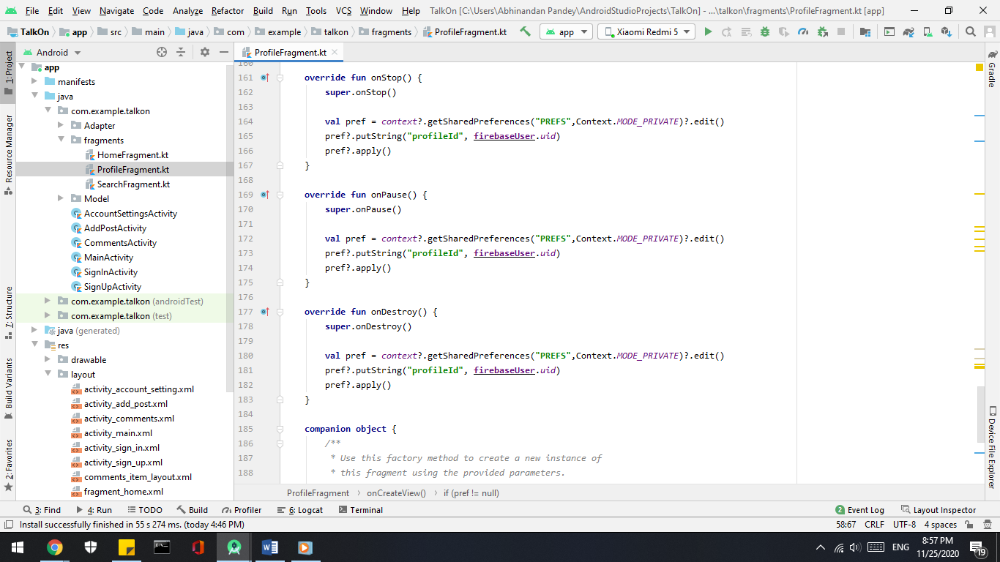 File Edit View Navigate Code Analyze Refactor Build Run Tools VCS Window Help TalkOn [C:\Users\Abhinandan Pandey\AndroidStudioProjects\TalkOn] - ...\talkon\fragments\ProfileFragment.kt [app]
TalkOn app src main java com example talkon fragments ProfileFragment.kt app Xiaomi Redmi 5
1: Project
Resource Manager
7: Structure
Build Variants
2: Favorites
Android
app
manifests
java
com.example.talkon
Adapter
fragments
HomeFragment.kt
ProfileFragment.kt
SearchFragment.kt
Model
AccountSettingsActivity
AddPostActivity
CommentsActivity
MainActivity
SignInActivity
SignUpActivity
com.example.talkon (androidTest)
com.example.talkon (test)
java (generated)
res
drawable
layout
activity_account_setting.xml
activity_add_post.xml
activity_comments.xml
activity_main.xml
activity_sign_in.xml
activity_sign_up.xml
comments_item_layout.xml
fragment_home.xml
ProfileFragment.kt
160
161 override fun onStop() {
162 super.onStop()
163
164 val pref = context?.getSharedPreferences("PREFS",Context.MODE_PRIVATE)?.edit()
165 pref?.putString("profileId", firebaseUser.uid)
166 pref?.apply()
167 }
168
169 override fun onPause() {
170 super.onPause()
171
172 val pref = context?.getSharedPreferences("PREFS",Context.MODE_PRIVATE)?.edit()
173 pref?.putString("profileId", firebaseUser.uid)
174 pref?.apply()
175 }
176
177 override fun onDestroy() {
178 super.onDestroy()
179
180 val pref = context?.getSharedPreferences("PREFS",Context.MODE_PRIVATE)?.edit()
181 pref?.putString("profileId", firebaseUser.uid)
182 pref?.apply()
183 }
184
185 companion object {
186 /**
187 * Use this factory method to create a new instance of
188 * this fragment using the provided parameters.
ProfileFragment onCreateView() if (pref != null)
Gradle
Device File Explorer
3: Find 4: Run TODO Build Profiler 6: Logcat Terminal 2 Event Log Layout Inspector
Install successfully finished in 55 s 274 ms. (today 4:46 PM) 58:67 CRLF UTF-8 4 spaces
ENG 8:57 PM
11/25/2020 19